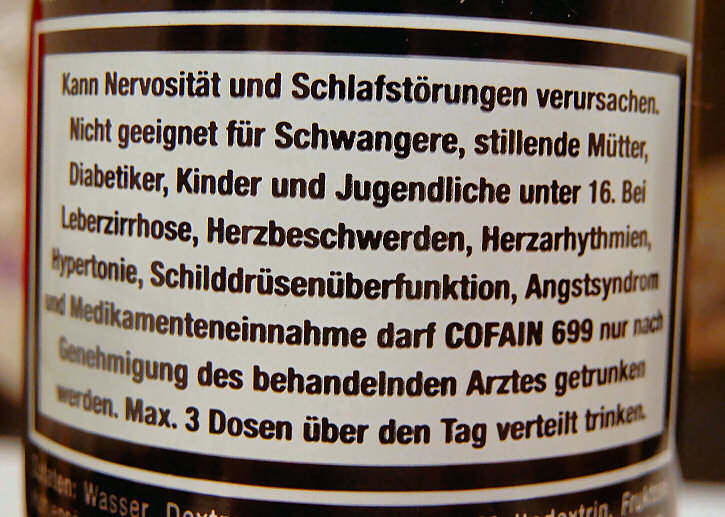 Kann Nervosität und Schlafstörungen verursachen.
Nicht geeignet für Schwangere, stillende Mütter,
Diabetiker, Kinder und Jugendliche unter 16. Bei
Leberzirrhose, Herzbeschwerden, Herzarhythmien,
Hypertonie, Schilddrüsenüberfunktion, Angstsyndrom
und Medikamenteneinnahme darf COFAIN 699 nur nach
Genehmigung des behandelnden Arztes getrunken
werden. Max. 3 Dosen über den Tag verteilt trinken.
Wasser